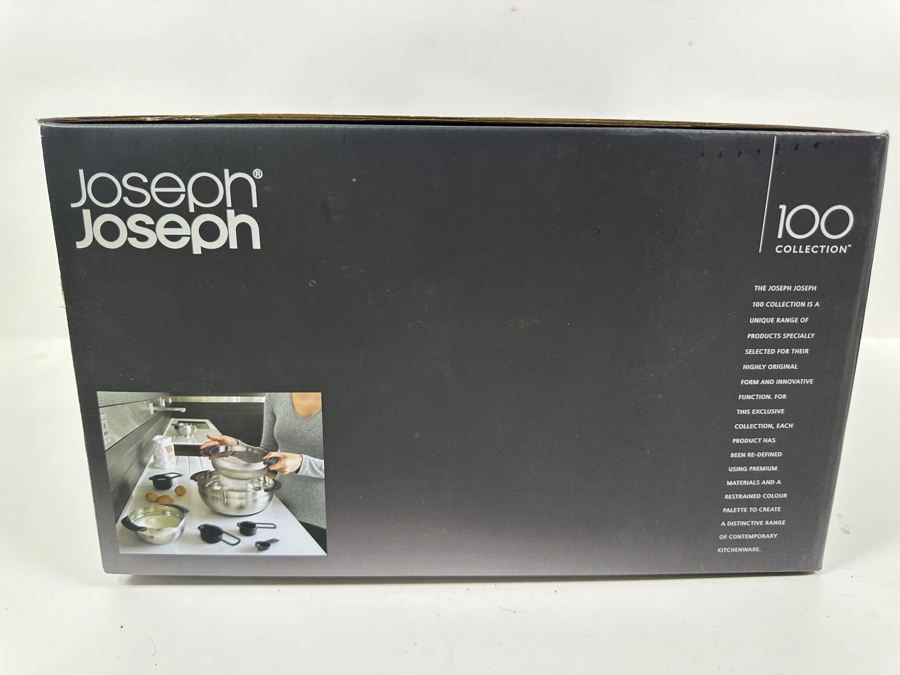 Joseph®
Joseph
100
COLLECTION™
THE JOSEPH JOSEPH
100 COLLECTION IS A
UNIQUE RANGE OF
PRODUCTS SPECIALLY
SELECTED FOR THEIR
HIGHLY ORIGINAL
FORM AND INNOVATIVE
FUNCTION. FOR
THIS EXCLUSIVE
COLLECTION, EACH
PRODUCT HAS
BEEN RE-DEFINED
USING PREMIUM
MATERIALS AND A
RESTRAINED COLOUR
PALETTE TO CREATE
A DISTINCTIVE RANGE
OF CONTEMPORARY
KITCHENWARE.